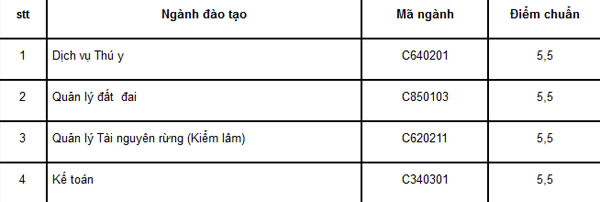 stt Ngành đào tạo Mã ngành Điểm chuẩn
1 Dịch vụ Thú y C640201 5,5
2 Quân lý đất đai C850103 5,5
3 Quân lý Tài nguyên rừng (Kiểm lâm) C620211 5,5
4 Kế toán C340301 5,5